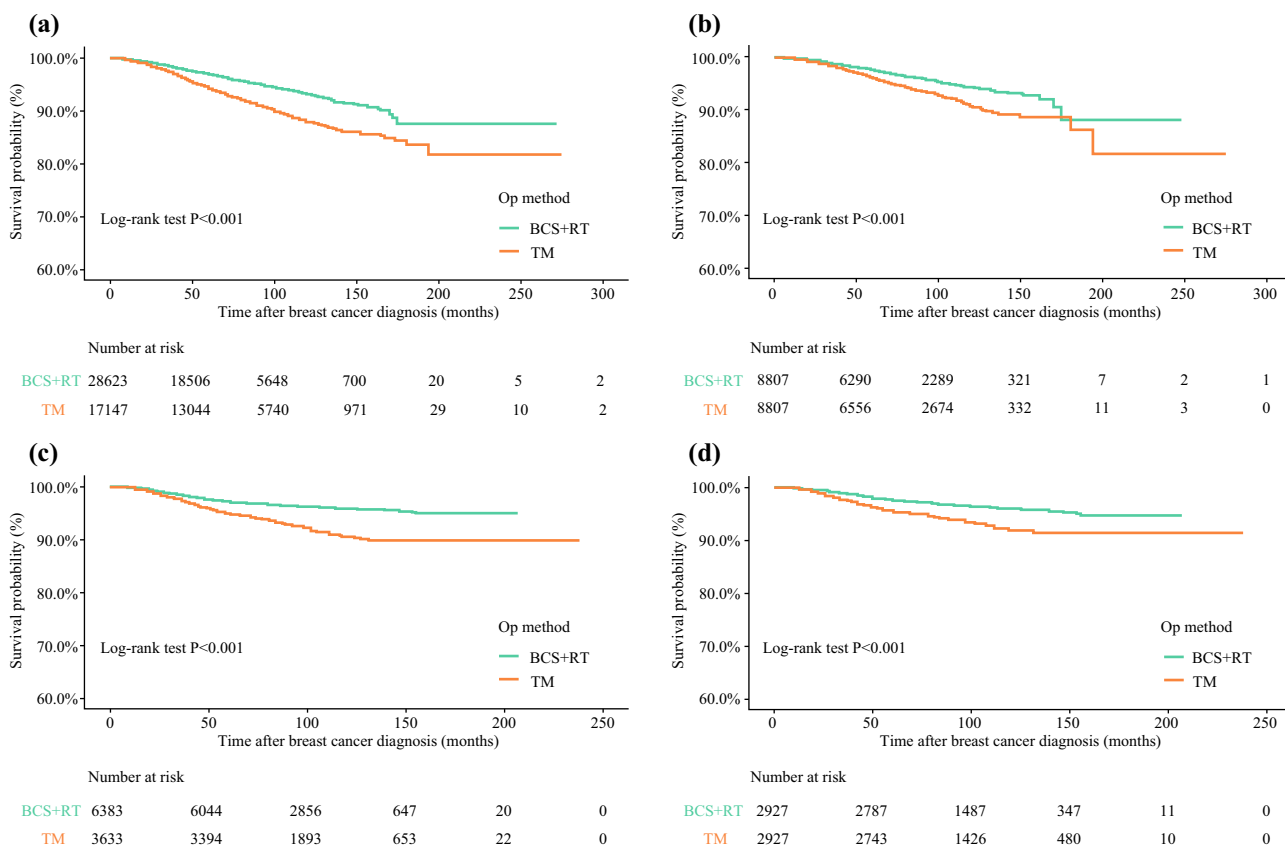 (a)
100.0%
90.0%
80.0%
70.0%
60.0%
Survival probability (%)
Log-rank test P<0.001
Op method
BCS+RT
TM
0 50 100 150 200 250 300
Time after breast cancer diagnosis (months)
Number at risk
BCS+RT 28623 18506 5648 700 20 5 2
TM 17147 13044 5740 971 29 10 2
(b)
100.0%
90.0%
80.0%
70.0%
60.0%
Survival probability (%)
Log-rank test P<0.001
Op method
BCS+RT
TM
0 50 100 150 200 250 300
Time after breast cancer diagnosis (months)
Number at risk
BCS+RT 8807 6290 2289 321 7 2 1
TM 8807 6556 2674 332 11 3 0
(c)
100.0%
90.0%
80.0%
70.0%
60.0%
Survival probability (%)
Log-rank test P<0.001
Op method
BCS+RT
TM
0 50 100 150 200 250
Time after breast cancer diagnosis (months)
Number at risk
BCS+RT 6383 6044 2856 647 20 0
TM 3633 3394 1893 653 22 0
(d)
100.0%
90.0%
80.0%
70.0%
60.0%
Survival probability (%)
Log-rank test P<0.001
Op method
BCS+RT
TM
0 50 100 150 200 250
Time after breast cancer diagnosis (months)
Number at risk
BCS+RT 2927 2787 1487 347 11 0
TM 2927 2743 1426 480 10 0